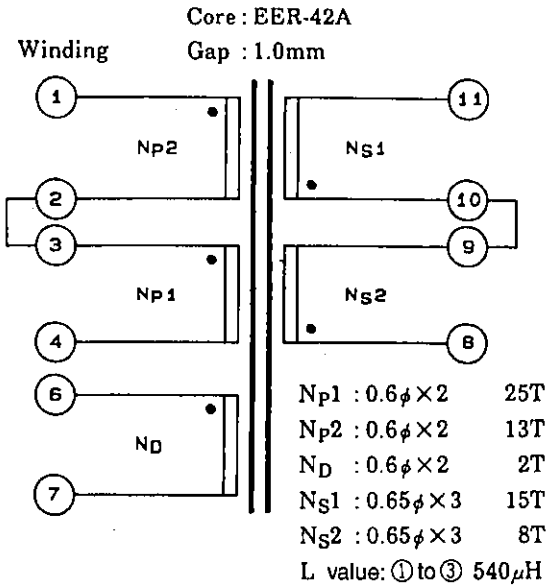 Core : EER-42A
Winding Gap : 1.0mm
1 11
NP2 NS1
2 10
3 9
NP1 NS2
4 8
6
ND
7
NP1 : 0.6ϕ×2 25T
NP2 : 0.6ϕ×2 13T
ND : 0.6ϕ×2 2T
NS1 : 0.65ϕ×3 15T
NS2 : 0.65ϕ×3 8T
L value: ① to ③ 540μH